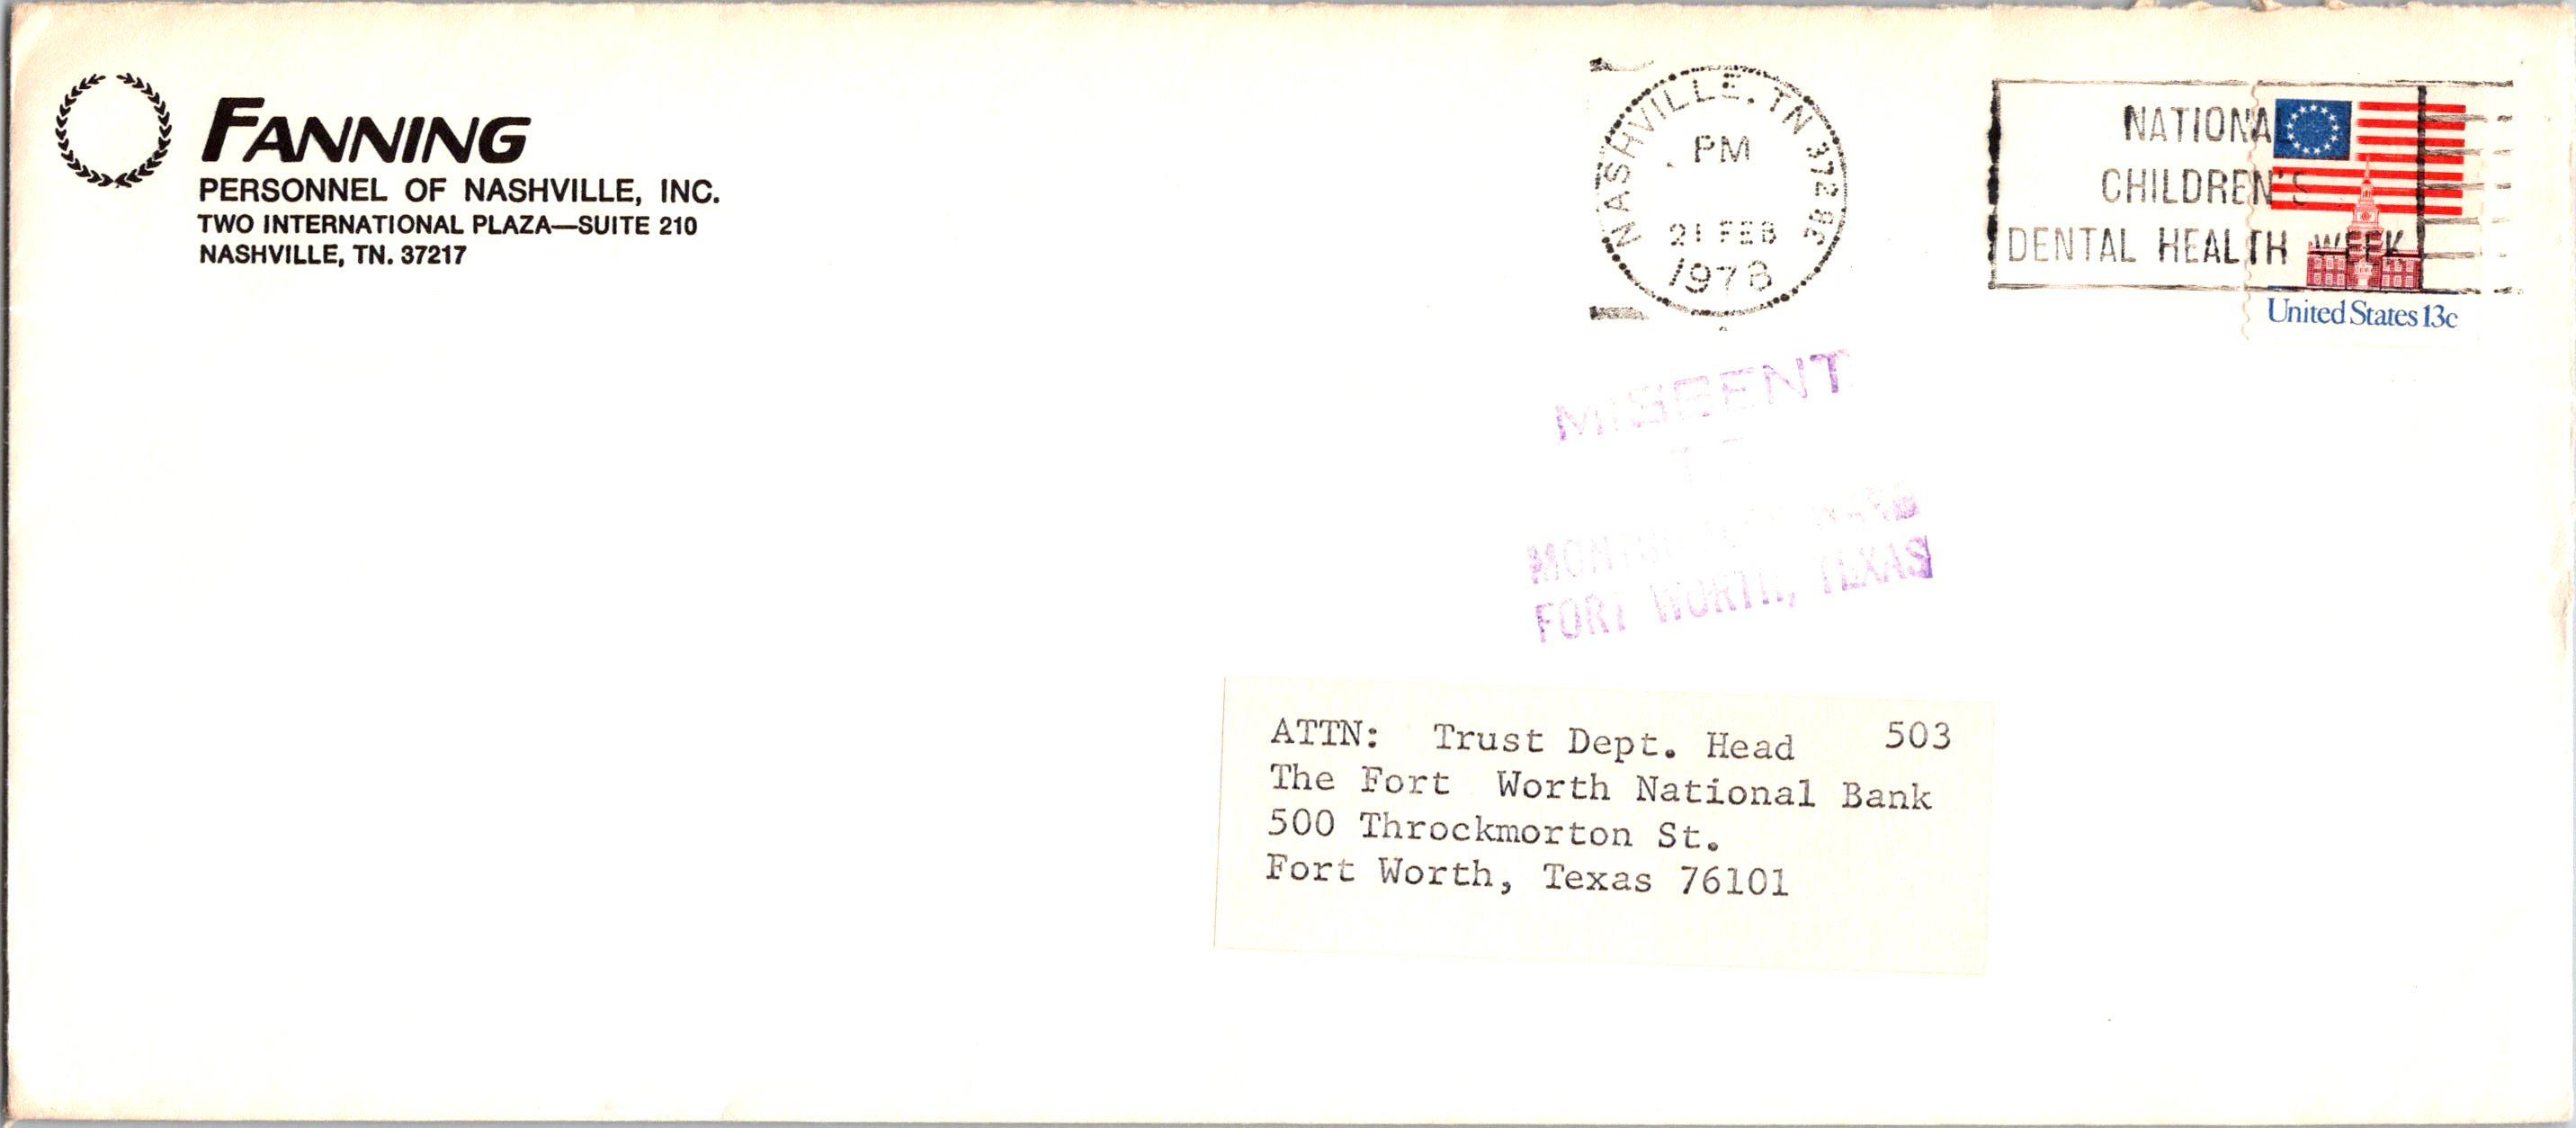 FANNING
PERSONNEL OF NASHVILLE, INC.
TWO INTERNATIONAL PLAZA—SUITE 210
NASHVILLE, TN. 37217
NASHVILLE, TN 372
PM
21 FEB
1978
NATIONAL
CHILDREN'S
DENTAL HEALTH WEEK
United States 13c
MISSENT
WARD
FORT WORTH, TEXAS
ATTN: Trust Dept. Head 503
The Fort Worth National Bank
500 Throckmorton St.
Fort Worth, Texas 76101